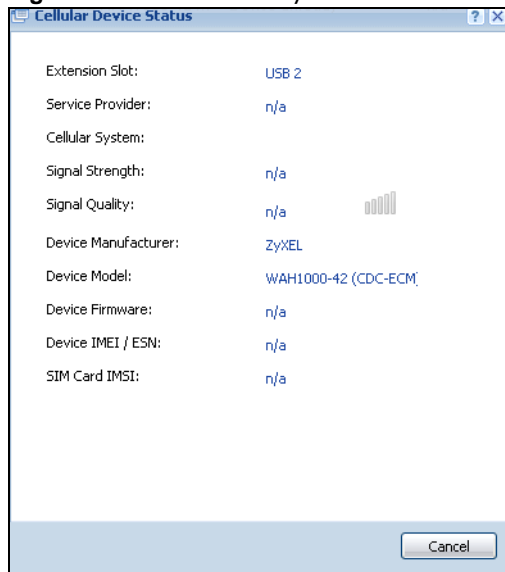 Cellular Device Status
Extension Slot: USB 2
Service Provider: n/a
Cellular System:
Signal Strength: n/a
Signal Quality: n/a
Device Manufacturer: ZyXEL
Device Model: WAH1000-42 (CDC-ECM)
Device Firmware: n/a
Device IMEI / ESN: n/a
SIM Card IMSI: n/a
Cancel